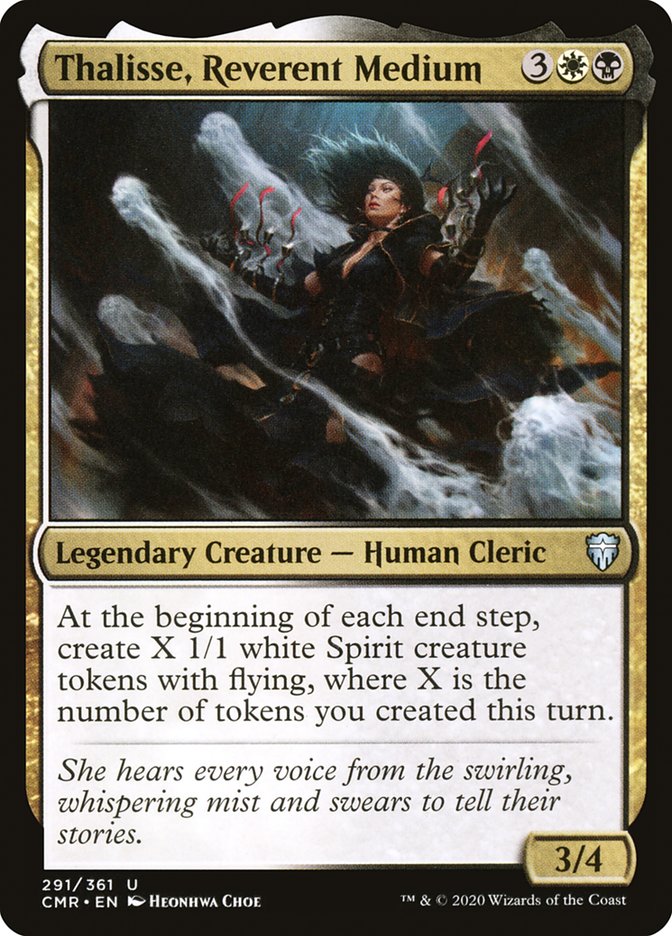 Thalisse, Reverent Medium 3
Legendary Creature — Human Cleric
At the beginning of each end step,
create X 1/1 white Spirit creature
tokens with flying, where X is the
number of tokens you created this turn.
She hears every voice from the swirling,
whispering mist and swears to tell their
stories.
3/4
291/361 U
CMR • EN Heonhwa Choe ™ & © 2020 Wizards of the Coast